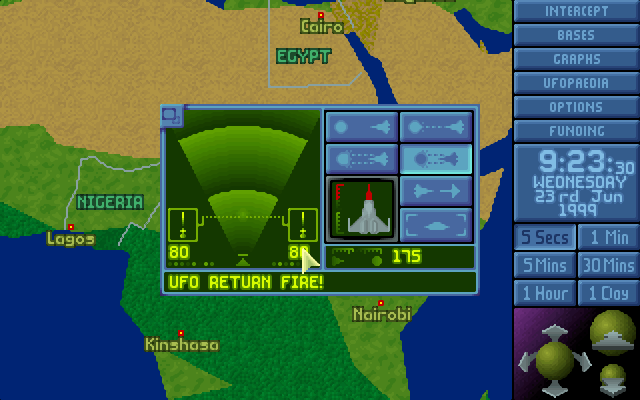 Cairo
EGYPT
NIGERIA
Lagos
80
80
175
UFO RETURN FIRE!
Nairobi
Kinshasa
INTERCEPT
BASES
GRAPHS
UFOPAEDIA
OPTIONS
FUNDING
9:23:30
WEDNESDAY
23rd Jun
1999
5 Secs 1 Min
5 Mins 30 Mins
1 Hour 1 Day